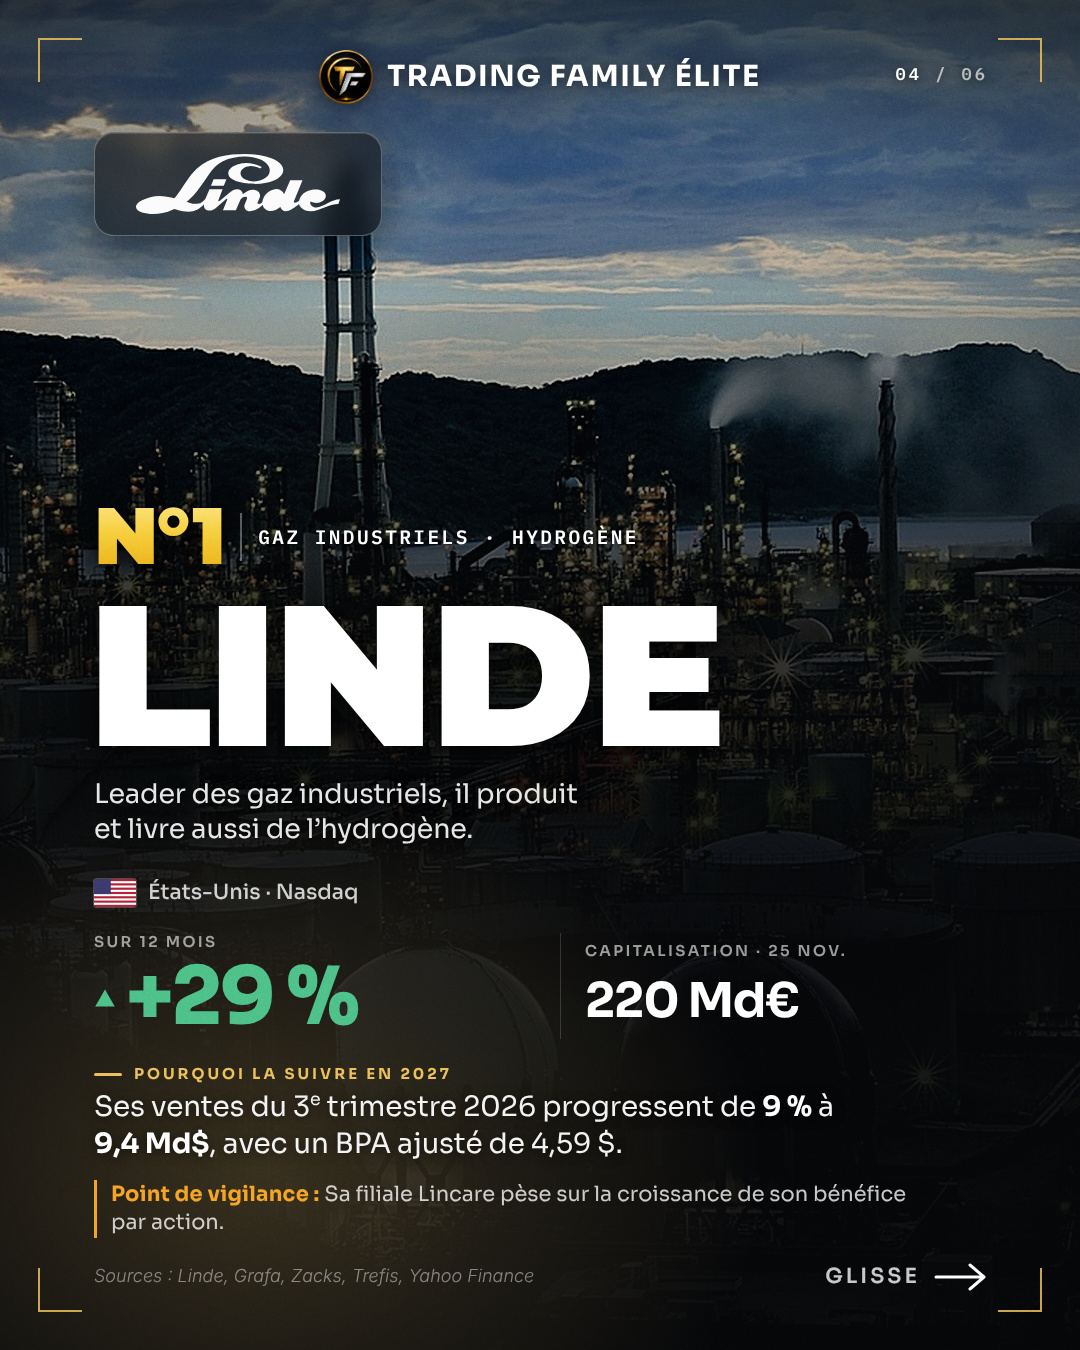 TRADING FAMILY ÉLITE
04 / 06
Linde
N°1
GAZ INDUSTRIELS · HYDROGÈNE
LINDE
Leader des gaz industriels, il produit
et livre aussi de l’hydrogène.
États-Unis · Nasdaq
SUR 12 MOIS
▲ +29 %
CAPITALISATION · 25 NOV.
220 Md€
POURQUOI LA SUIVRE EN 2027
Ses ventes du 3ᵉ trimestre 2026 progressent de 9 % à
9,4 Md$, avec un BPA ajusté de 4,59 $.
Point de vigilance : Sa filiale Lincare pèse sur la croissance de son bénéfice
par action.
Sources : Linde, Grafa, Zacks, Trefis, Yahoo Finance
GLISSE →